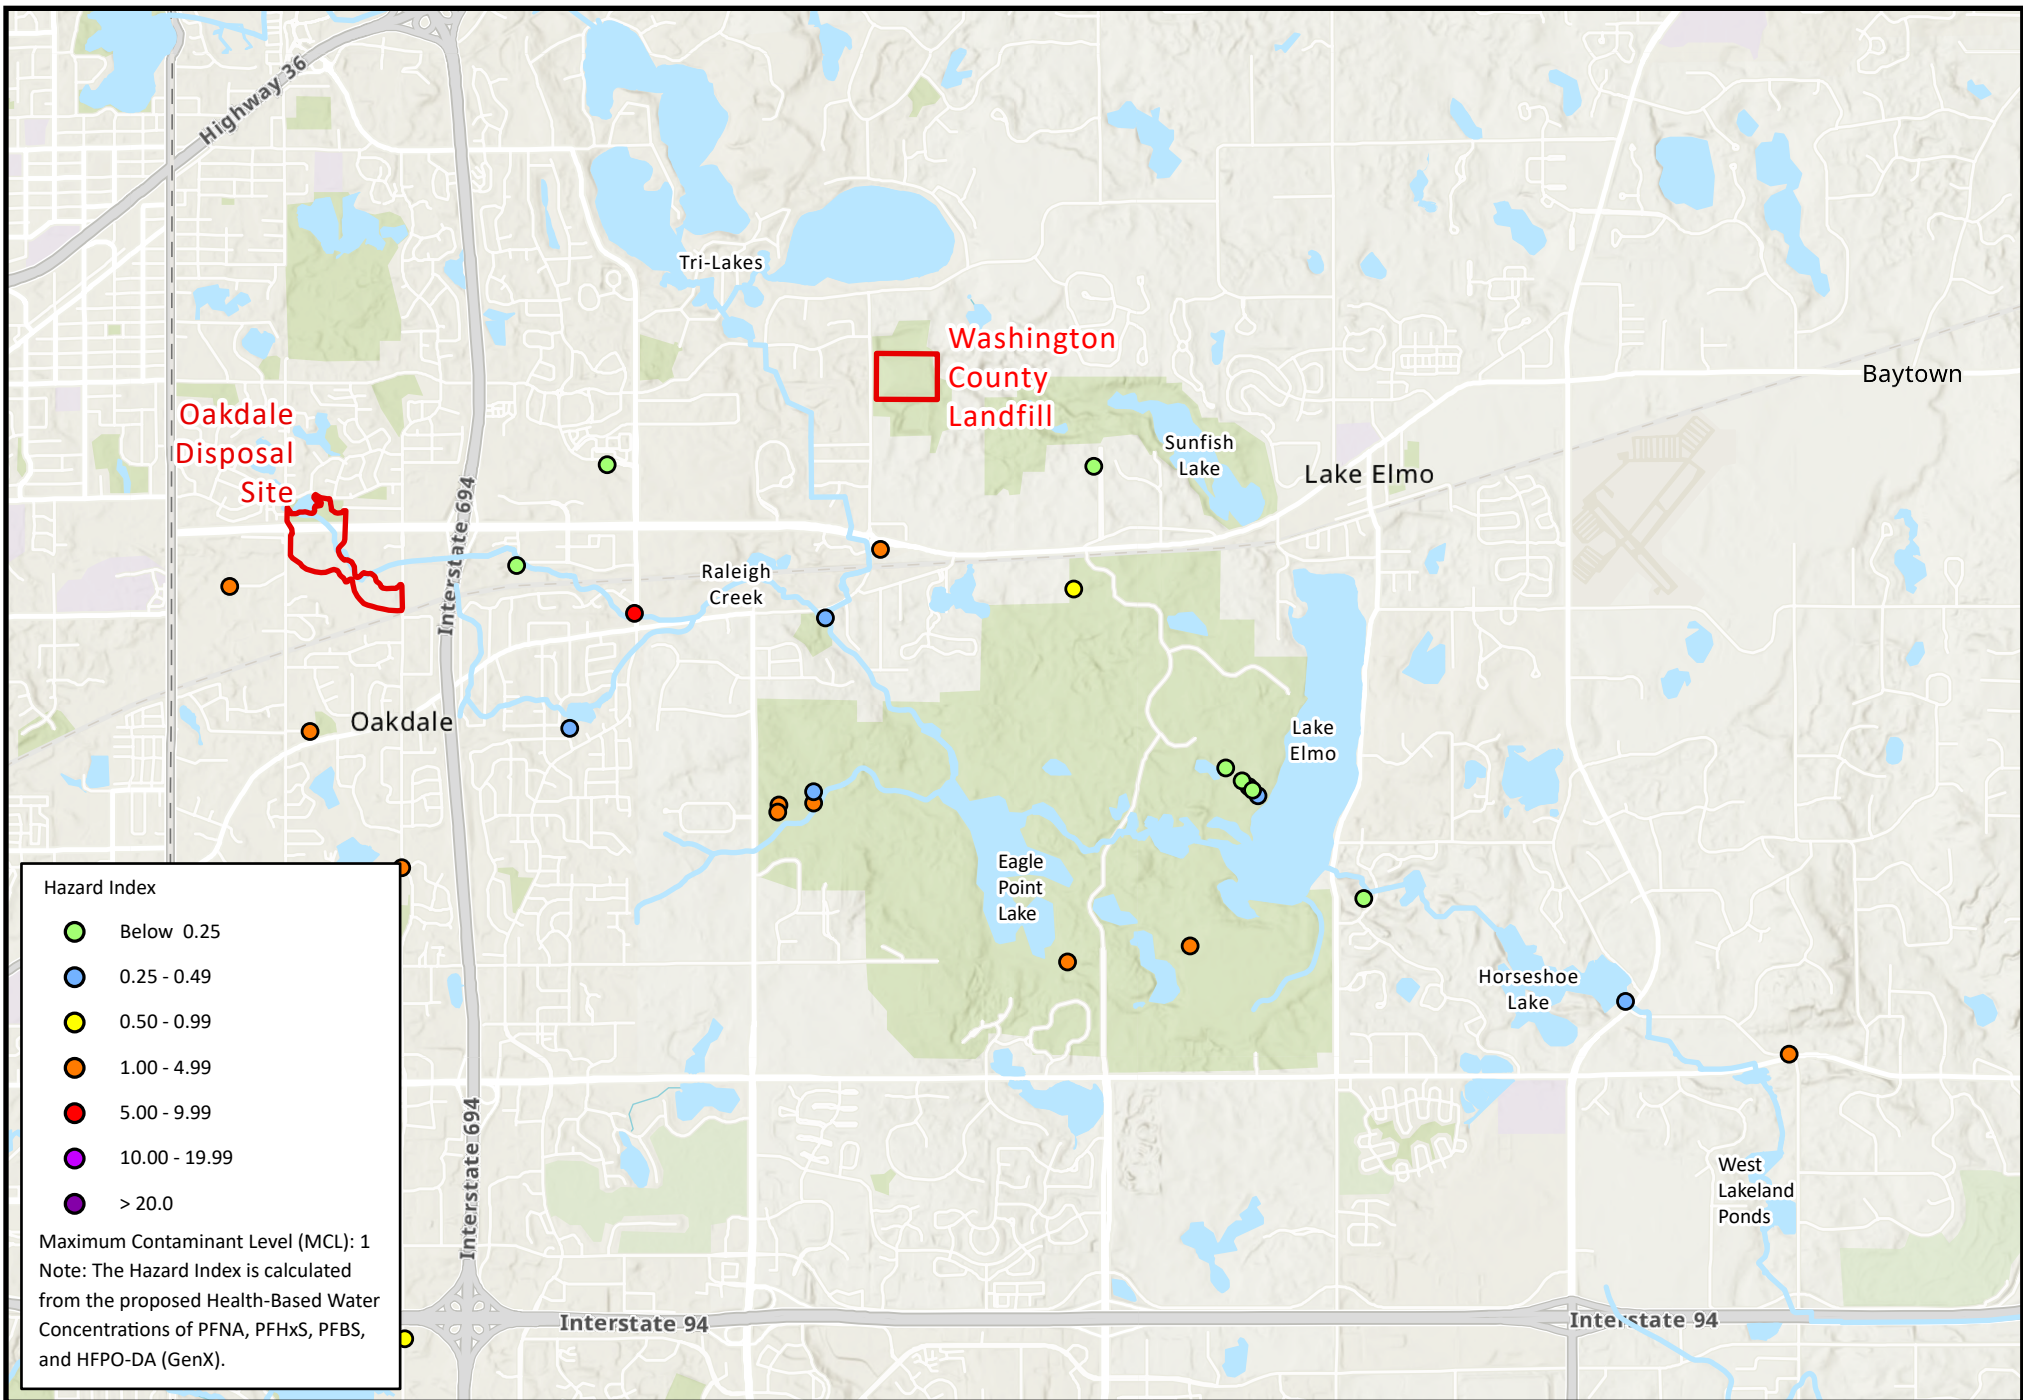 Highway 36
Tri-Lakes
Washington
County
Landfill
Baytown
Oakdale
Disposal
Site
Sunfish
Lake
Lake Elmo
Interstate 694
Raleigh
Creek
Oakdale
Lake
Elmo
Eagle
Point
Lake
Horseshoe
Lake
Interstate 694
West
Lakeland
Ponds
Interstate 94
Interstate 94
Hazard Index
Below 0.25
0.25 - 0.49
0.50 - 0.99
1.00 - 4.99
5.00 - 9.99
10.00 - 19.99
> 20.0
Maximum Contaminant Level (MCL): 1
Note: The Hazard Index is calculated
from the proposed Health-Based Water
Concentrations of PFNA, PFHxS, PFBS,
and HFPO-DA (GenX).